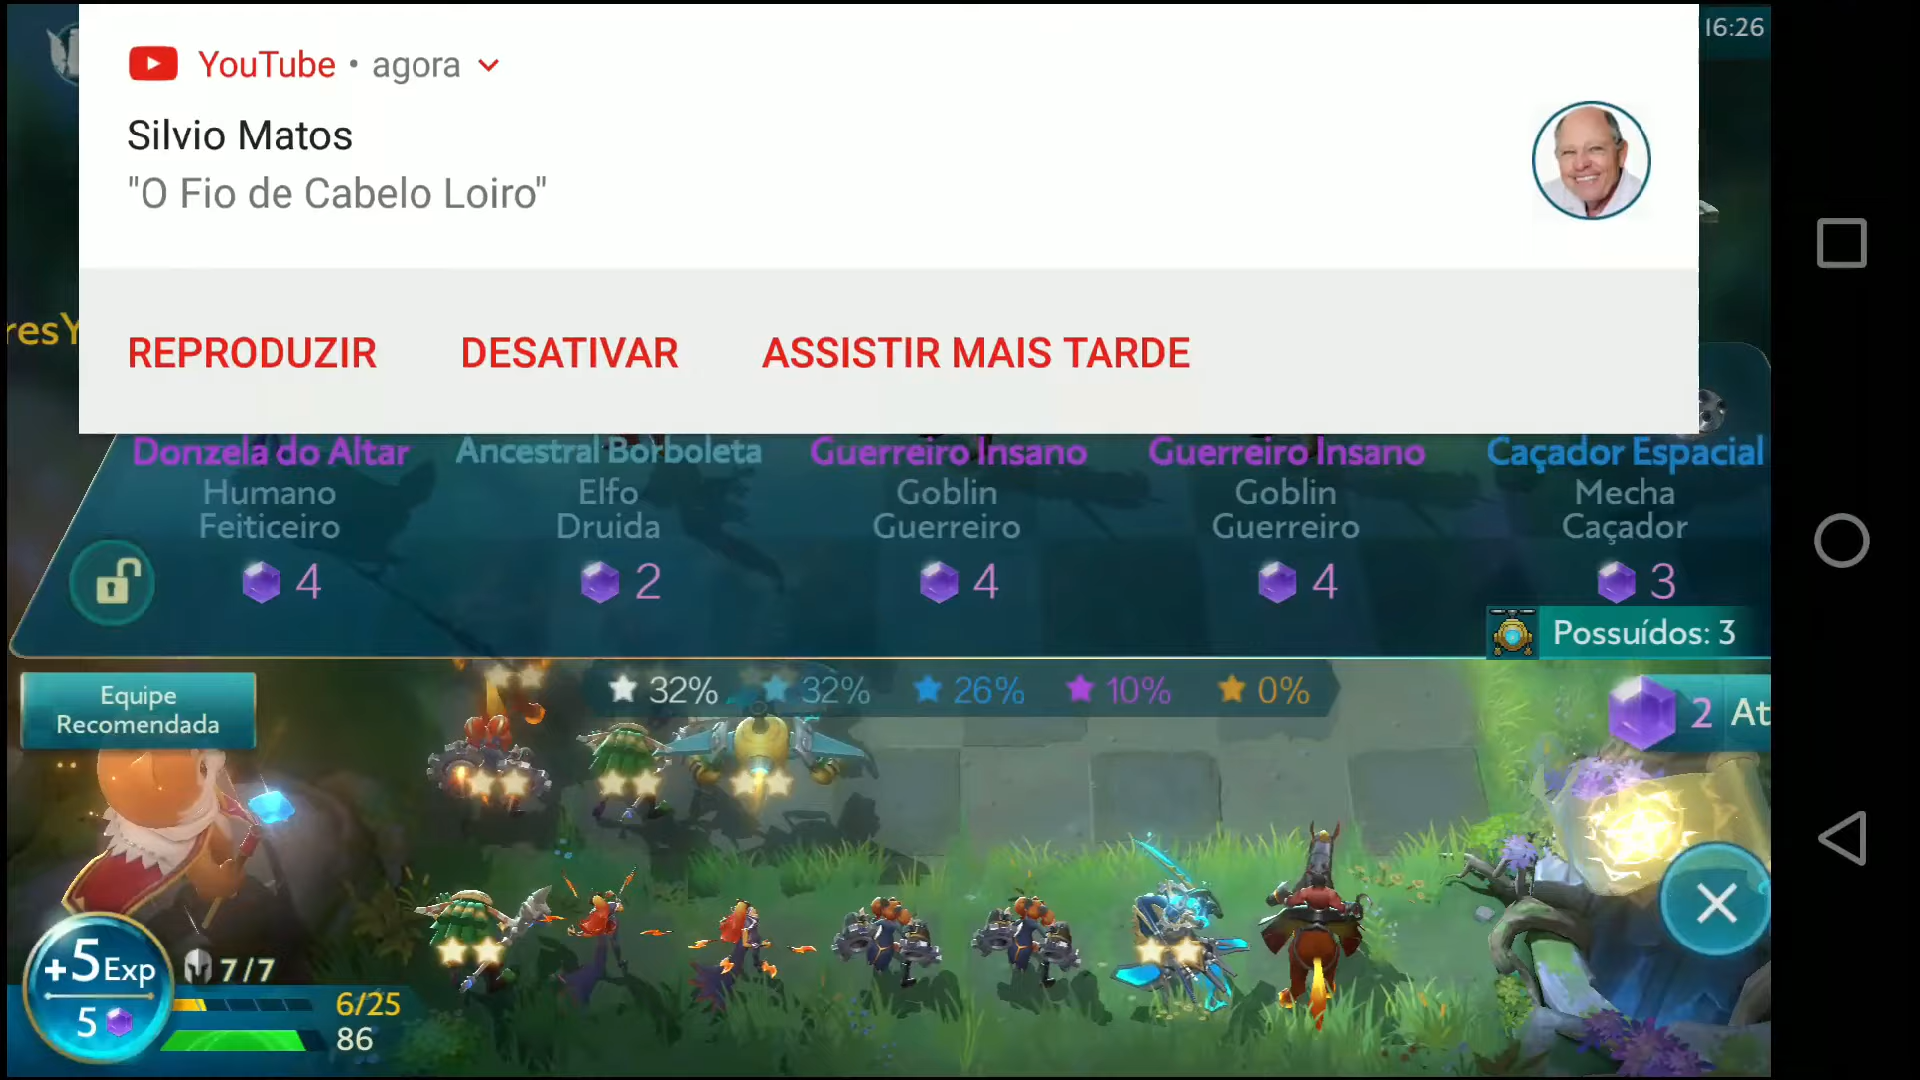 16:26
YouTube • agora
Silvio Matos
"O Fio de Cabelo Loiro"
resY
REPRODUZIR DESATIVAR ASSISTIR MAIS TARDE
Donzela do Altar Ancestral Borboleta Guerreiro Insano Guerreiro Insano Caçador Espacial
Humano Elfo Goblin Goblin Mecha
Feiticeiro Druida Guerreiro Guerreiro Caçador
4 2 4 4 3
Possuídos: 3
Equipe
Recomendada
32% 32% 26% 10% 0%
2 At
+5 Exp
5
7/7
6/25
86